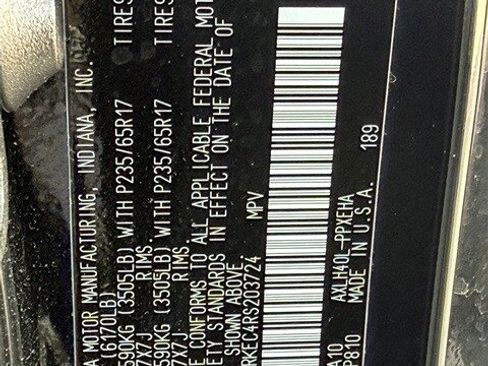 A MOTOR MANUFACTURING, INDIANA, INC.
(6170LB)
590KG (3505LB) WITH P235/65R17 TIRES
7X7J RIMS.
590KG (3505LB) WITH P235/65R17 TIRES
7X7J RIMS.
E CONFORMS TO ALL APPLICABLE FEDERAL MOT
ETY STANDARDS IN EFFECT ON THE DATE OF
SHOWN ABOVE.
RKEC4RS203724 MPV
189
A10 AXLH40L-PPXEHA
P810 MADE IN U.S.A.